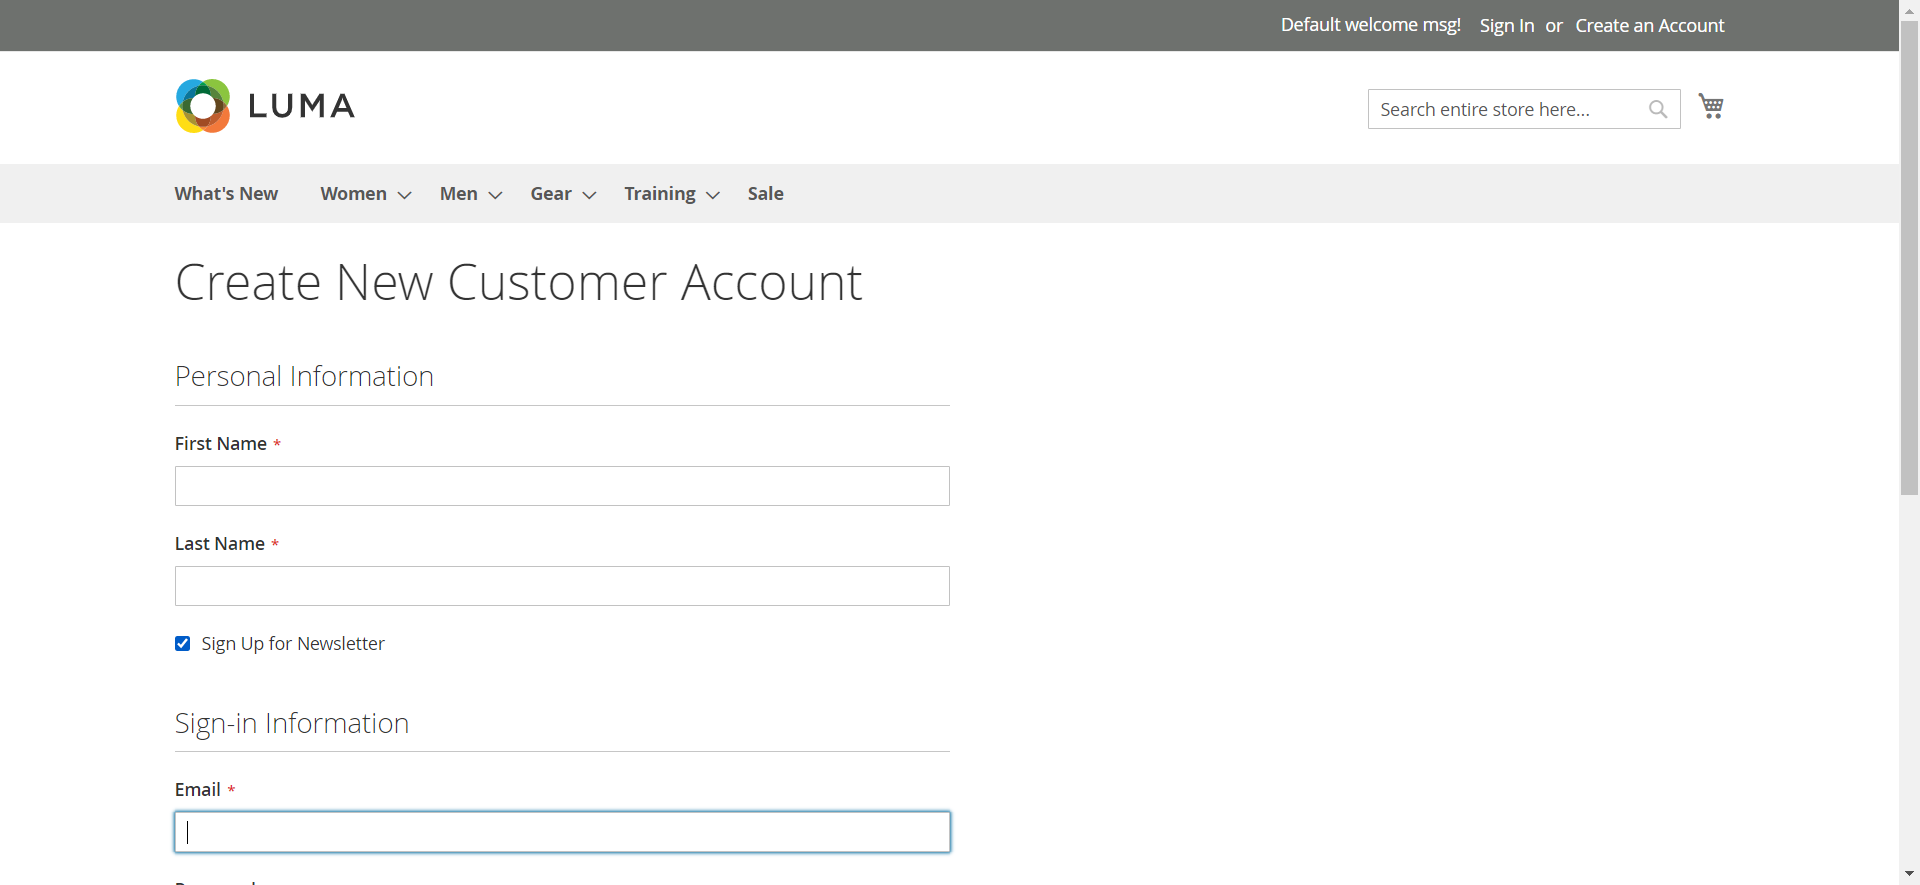 Default welcome msg! Sign In or Create an Account
LUMA
Search entire store here...
What's New Women Men Gear Training Sale
Create New Customer Account
Personal Information
First Name *
Last Name *
Sign Up for Newsletter
Sign-in Information
Email *